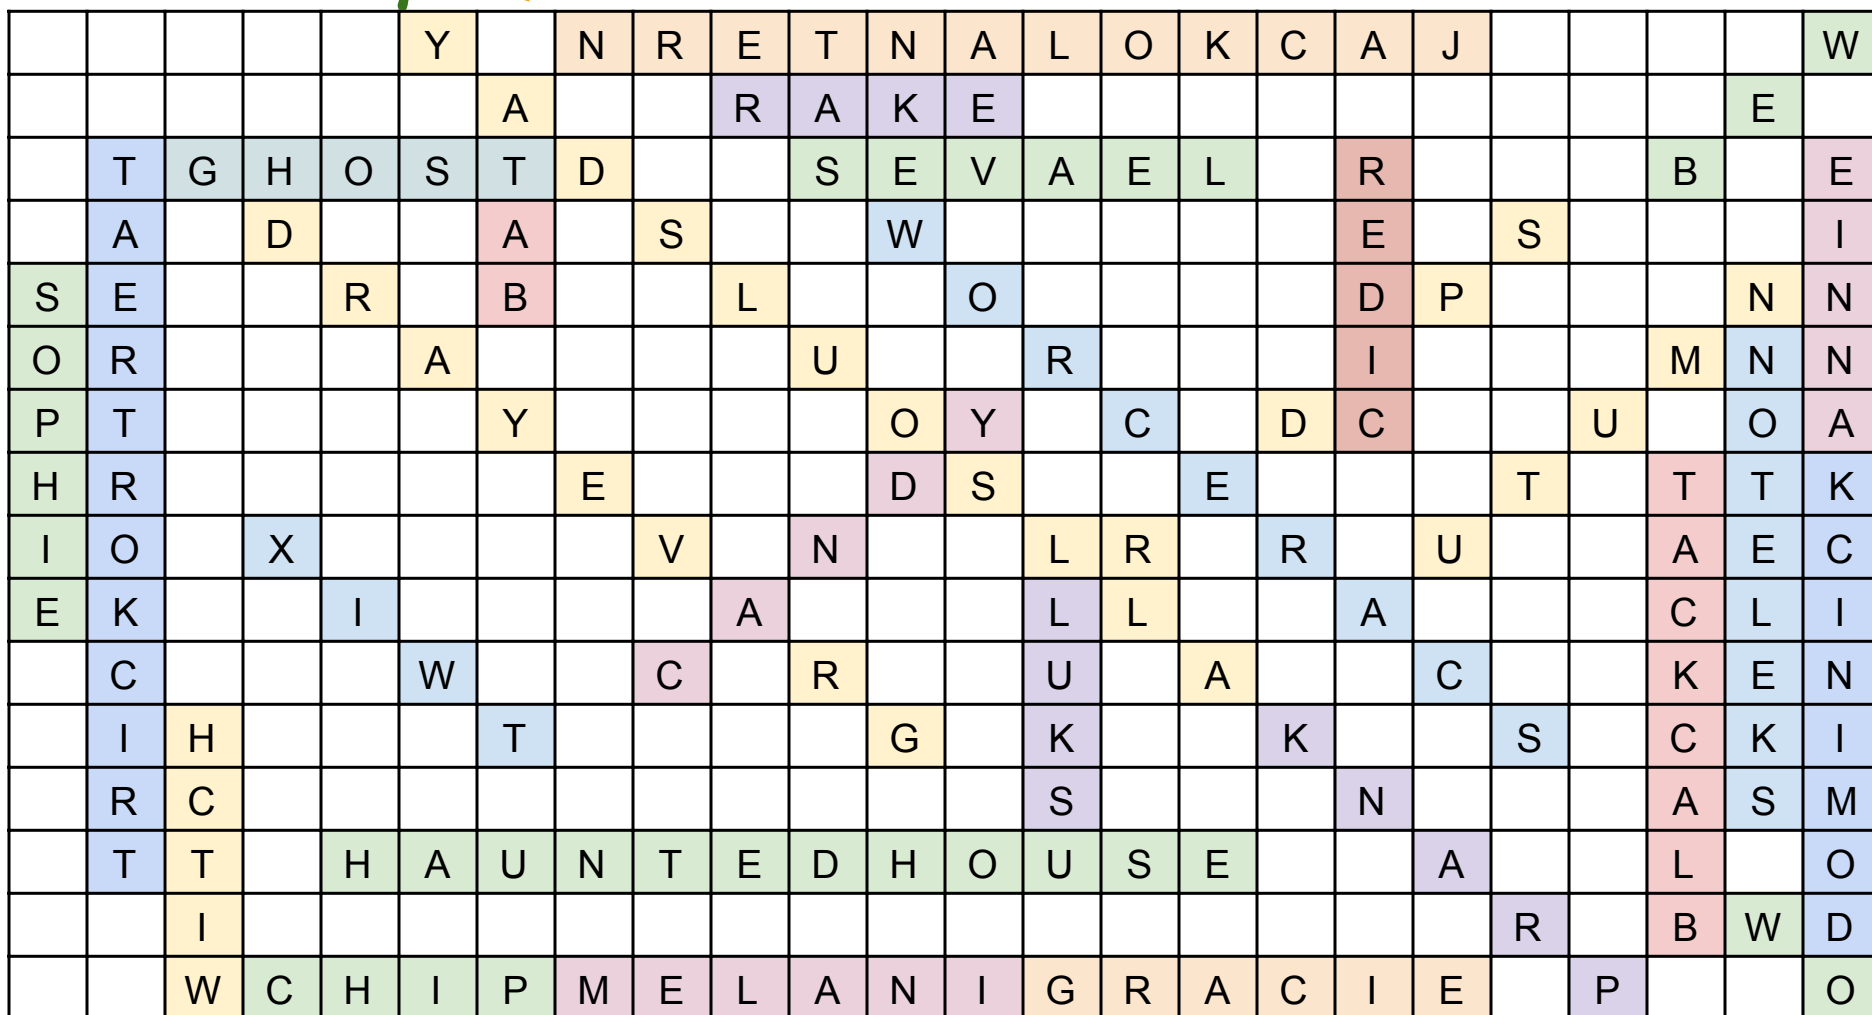 Y N R E T N A L O K C A J W
A R A K E E
T G H O S T D S E V A E L R B E
A D A S W E S I
S E R B L O D P N N
O R A U R I M N N
P T Y O Y C D C U O A
H R E D S E T T T K
I O X V N L R R U A E C
E K I A L L A C L I
C W C R U A C K E N
I H T G K K S C K I
R C S N A S M
T T H A U N T E D H O U S E A L O
I R B W D
W C H I P M E L A N I G R A C I E P O